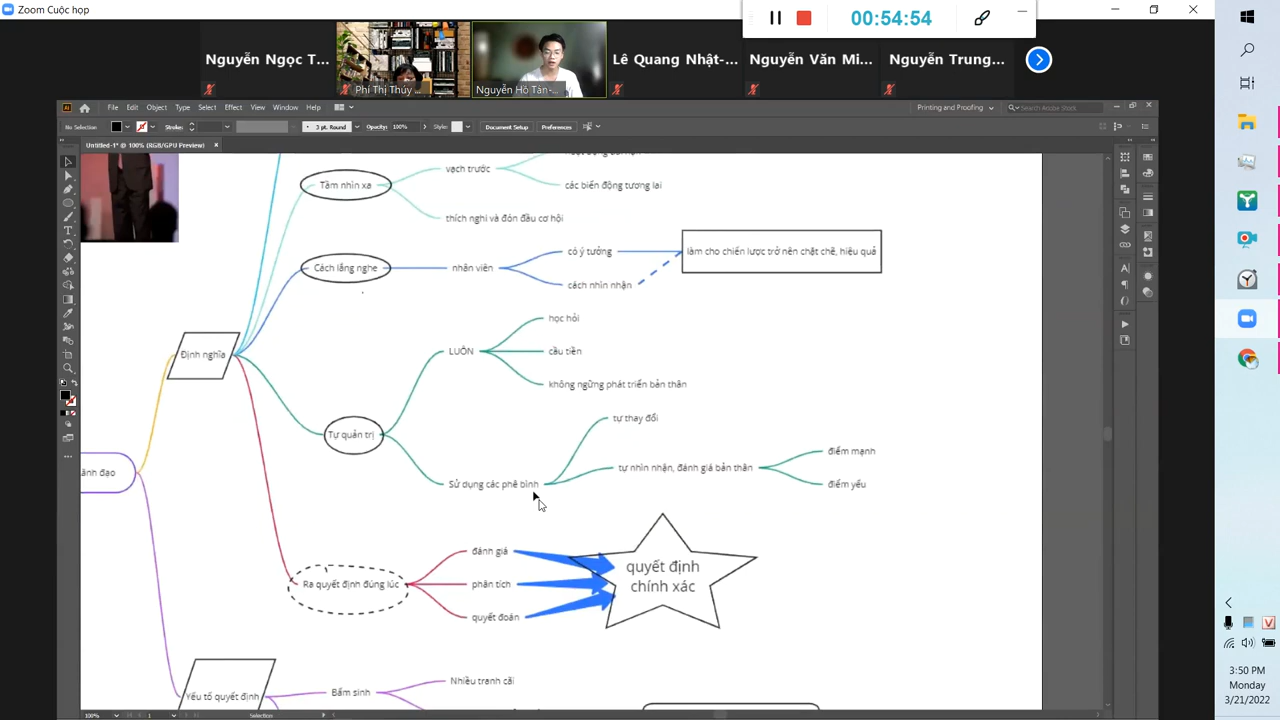 Zoom Cuộc họp
00:54:54
Nguyễn Ngọc T...
Phí Thị Thúy ...
Nguyễn Hồ Tân-...
Lê Quang Nhật-...
Nguyễn Văn Mi...
Nguyễn Trung...
File Edit Object Type Select Effect View Window Help
Printing and Proofing
Search Adobe Stock
No Selection
Stroke:
3 pt. Round
Opacity: 100%
Style:
Document Setup
Preferences
Untitled-1* @ 100% (RGB/GPU Preview)
vạch trước
Tầm nhìn xa
các biến động tương lai
thích nghi và đón đầu cơ hội
có ý tưởng
làm cho chiến lược trở nên chặt chẽ, hiệu quả
Cách lắng nghe
nhân viên
cách nhìn nhận
học hỏi
Định nghĩa
LUÔN
cầu tiền
không ngừng phát triển bản thân
tự thay đổi
Tự quản trị
điểm mạnh
tự nhìn nhận, đánh giá bản thân
ãnh đạo
Sử dụng các phê bình
điểm yếu
đánh giá
quyết định
chính xác
Ra quyết định đúng lúc
phân tích
quyết đoán
Nhiều tranh cãi
Yếu tố quyết định
Bẩm sinh
100%
1
Selection
3:50 PM
Monday
3/21/2022